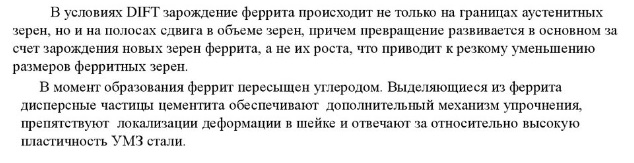 В условиях DIFT зарождение феррита происходит не только на границах аустенитных
зерен, но и на полосах сдвига в объеме зерен, причем превращение развивается в основном за
счет зарождения новых зерен феррита, а не их роста, что приводит к резкому уменьшению
размеров ферритных зерен.
В момент образования феррит пересыщен углеродом. Выделяющиеся из феррита
дисперсные частицы цементита обеспечивают дополнительный механизм упрочнения,
препятствуют локализации деформации в шейке и отвечают за относительно высокую
пластичность УМЗ стали.